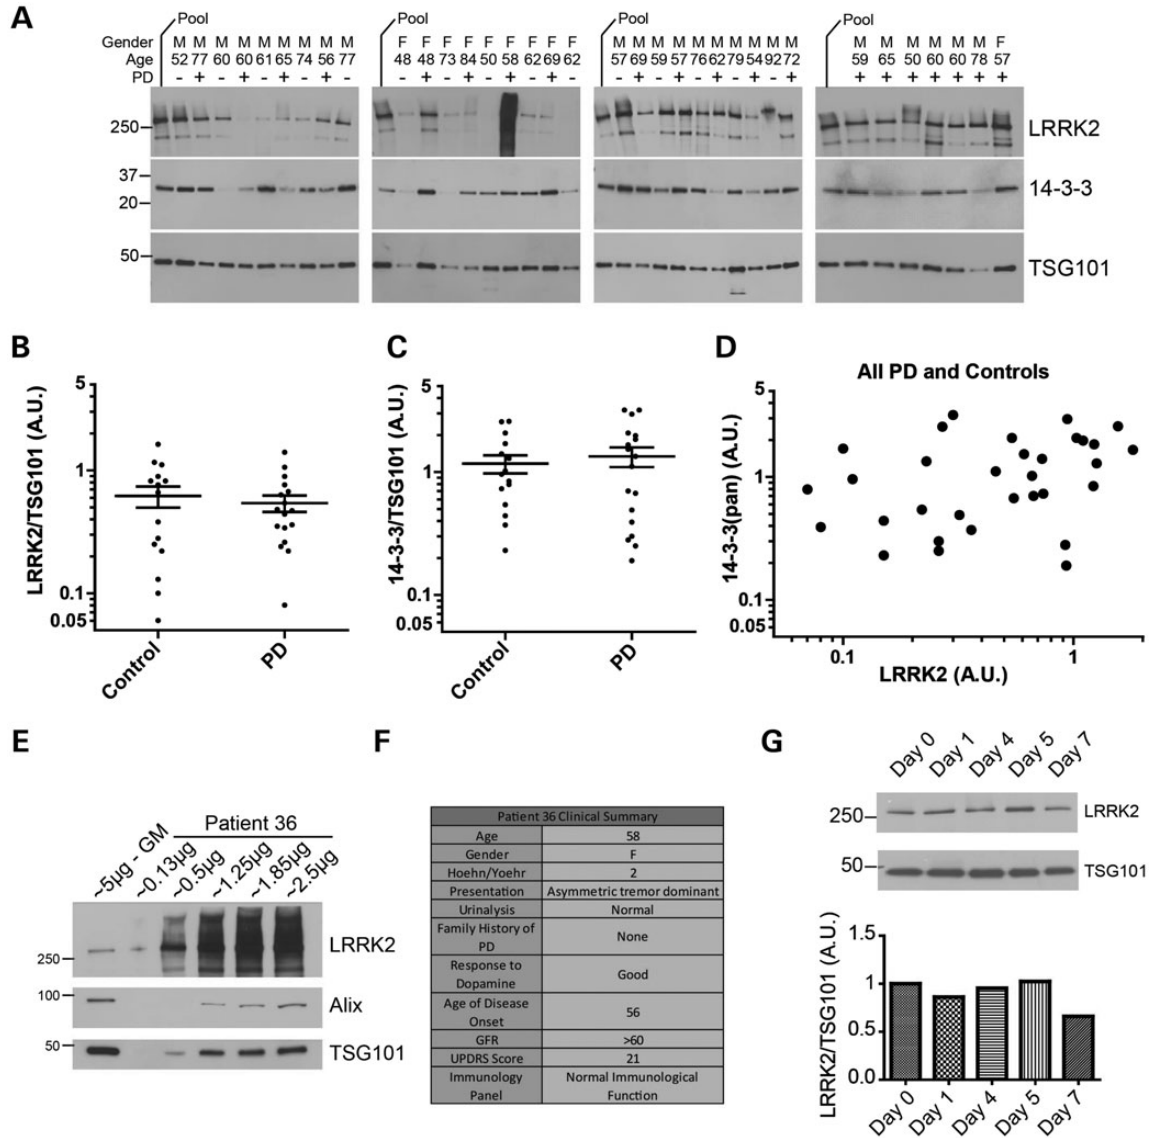 A
Pool Pool Pool Pool
Gender M M M M M M M M M F F F F F F F F F M M M M M M M M M M M M M M M M F
Age 52 77 60 60 61 65 74 56 77 48 48 73 84 50 58 62 69 62 57 69 59 57 76 62 79 54 92 72 59 65 50 60 60 78 57
PD - + - + - + - + - - + - + - + - + - - + - + - + - + - + + + + + + + +
250 LRRK2
37
20 14-3-3
50 TSG101
B
LRRK2/TSG101 (A.U.)
5
1
0.1
0.05
Control PD
C
14-3-3/TSG101 (A.U.)
5
1
0.1
0.05
Control PD
D
All PD and Controls
14-3-3(pan) (A.U.)
5
1
0.1
0.05
0.1 1
LRRK2 (A.U.)
E
Patient 36
~5µg - GM ~0.13µg ~0.5µg ~1.25µg ~1.85µg ~2.5µg
250 LRRK2
100 Alix
50 TSG101
F
Patient 36 Clinical Summary
Age 58
Gender F
Hoehn/Yoehr 2
Presentation Asymmetric tremor dominant
Urinalysis Normal
Family History of PD None
Response to Dopamine Good
Age of Disease Onset 56
GFR >60
UPDRS Score 21
Immunology Panel Normal Immunological Function
G
Day 0 Day 1 Day 4 Day 5 Day 7
250 LRRK2
50 TSG101
LRRK2/TSG101 (A.U.)
1.5
1
0.5
0.0
Day 0 Day 1 Day 4 Day 5 Day 7